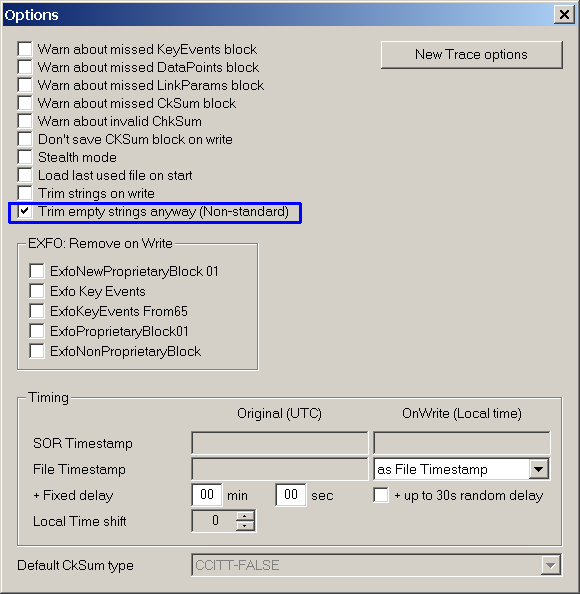 Options
Warn about missed KeyEvents block
New Trace options
Warn about missed DataPoints block
Warn about missed LinkParams block
Warn about missed CkSum block
Warn about invalid ChkSum
Don't save CKSum block on write
Stealth mode
Load last used file on start
Trim strings on write
Trim empty strings anyway (Non-standard)
EXFO: Remove on Write
ExfoNewProprietaryBlock 01
Exfo Key Events
ExfoKeyEvents From65
ExfoProprietaryBlock01
ExfoNonProprietaryBlock
Timing
Original (UTC) OnWrite (Local time)
SOR Timestamp
File Timestamp as File Timestamp
+ Fixed delay 00 min 00 sec + up to 30s random delay
Local Time shift 0
Default CkSum type CCITT-FALSE